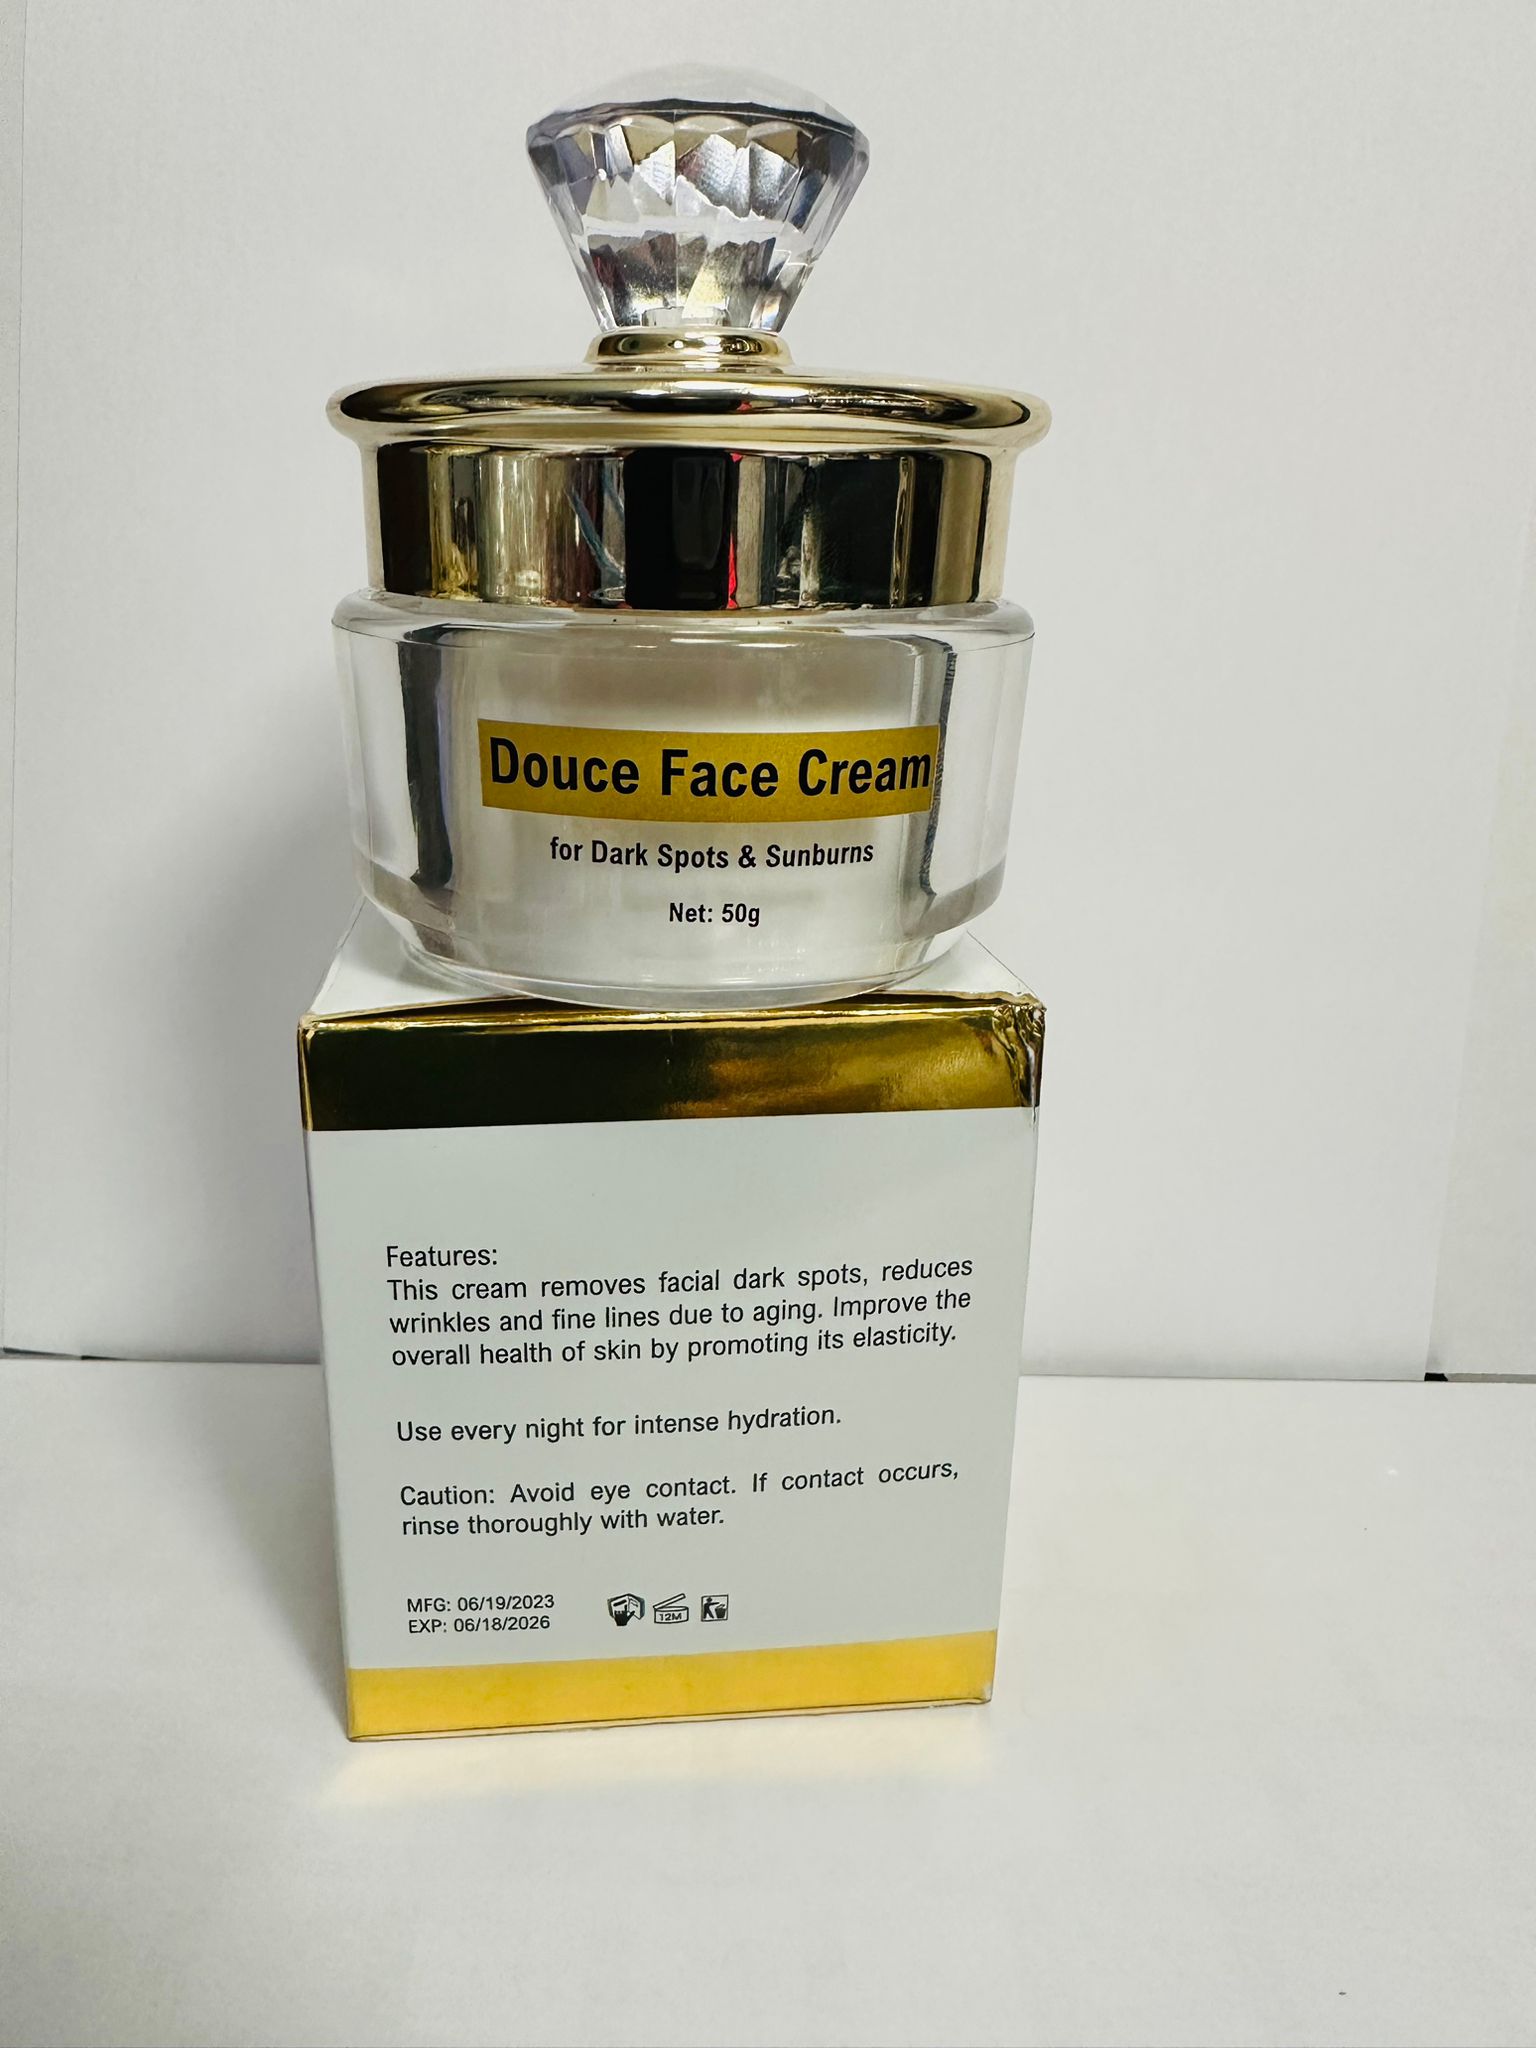 Douce Face Cream
for Dark Spots & Sunburns
Net: 50g
Features:
This cream removes facial dark spots, reduces
wrinkles and fine lines due to aging. Improve the
overall health of skin by promoting its elasticity.
Use every night for intense hydration.
Caution: Avoid eye contact. If contact occurs,
rinse thoroughly with water.
MFG: 06/19/2023
EXP: 06/18/2026
12M